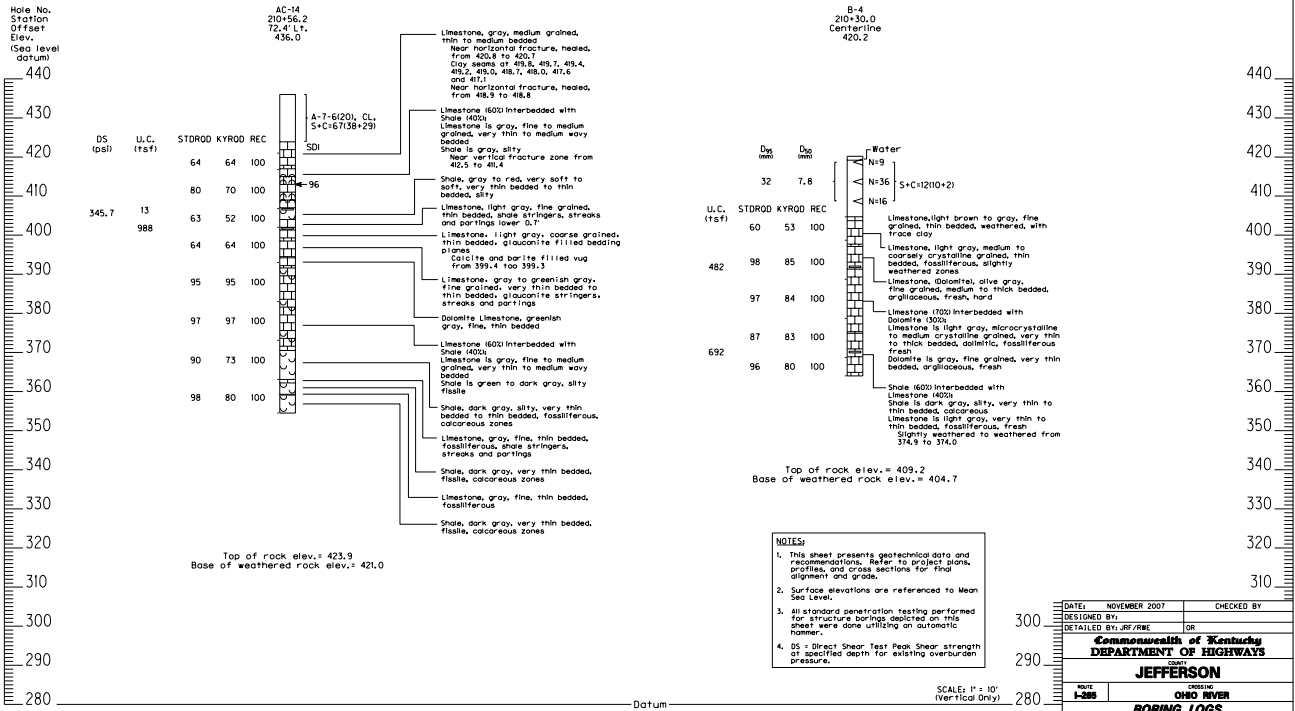 Hole No.
Station
Offset
Elev.
(Sea level
datum)
AC-14
210+56.2
72.4' Lt.
436.0
440
430
420
410
400
390
380
370
360
350
340
330
320
310
300
290
280
DS
(psi)
U.C.
(tsf)
STDRQD KYRQD REC
64 64 100
80 70 100
63 52 100
64 64 100
95 95 100
97 97 100
90 73 100
98 80 100
345.7 13
988
A-7-6(20), CL,
S+C=67(38+29)
SDI
96
Limestone, gray, medium grained,
thin to medium bedded
Near horizontal fracture, healed,
from 420.8 to 420.7
Clay seams at 419.8, 419.7, 419.4,
419.2, 419.0, 418.7, 418.0, 417.6
and 417.1
Near horizontal fracture, healed,
from 418.9 to 418.8
Limestone (60%) interbedded with
Shale (40%):
Limestone is gray, fine to medium
grained, very thin to medium wavy
bedded
Shale is gray, silty
Near vertical fracture zone from
412.5 to 411.4
Shale, gray to red, very soft to
soft, very thin bedded to thin
bedded, silty
Limestone, light gray, fine grained,
thin bedded, shale stringers, streaks
and partings lower 0.7'
Limestone, light gray, coarse grained,
thin bedded, glauconite filled bedding
planes
Calcite and barite filled vug
from 399.4 too 399.3
Limestone, gray to greenish gray,
fine grained, very thin bedded to
thin bedded, glauconite stringers,
streaks and partings
Dolomite Limestone, greenish
gray, fine, thin bedded
Limestone (60%) interbedded with
Shale (40%):
Limestone is gray, fine to medium
grained, very thin to medium wavy
bedded
Shale is green to dark gray, silty
fissile
Shale, dark gray, silty, very thin
bedded to thin bedded, fossiliferous,
calcareous zones
Limestone, gray, fine, thin bedded,
fossiliferous, shale stringers,
streaks and partings
Shale, dark gray, very thin bedded,
fissile, calcareous zones
Limestone, gray, fine, thin bedded,
fossiliferous
Shale, dark gray, very thin bedded,
fissile, calcareous zones
Top of rock elev.= 423.9
Base of weathered rock elev.= 421.0
B-4
210+30.0
Centerline
420.2
D95
(mm)
D50
(mm)
32 7.8
Water
N=9
N=36
N=16
S+C=12(10+2)
U.C.
(tsf)
STDRQD KYRQD REC
60 53 100
98 85 100
482
97 84 100
87 83 100
692
96 80 100
Limestone,light brown to gray, fine
grained, thin bedded, weathered, with
trace clay
Limestone, light gray, medium to
coarsely crystalline grained, thin
bedded, fossiliferous, slightly
weathered zones
Limestone, (Dolomite), olive gray,
fine grained, medium to thick bedded,
argillaceous, fresh, hard
Limestone (70%) interbedded with
Dolomite (30%):
Limestone is light gray, microcrystalline
to medium crystalline grained, very thin
to thick bedded, dolmitic, fossiliferous
fresh
Dolomite is gray, fine grained, very thin
bedded, argillaceous, fresh
Shale (60%) interbedded with
Limestone (40%):
Shale is dark gray, silty, very thin to
thin bedded, calcareous
Limestone is light gray, very thin to
thin bedded, fossiliferous, fresh
Slightly weathered to weathered from
374.9 to 374.0
Top of rock elev.= 409.2
Base of weathered rock elev.= 404.7
440
430
420
410
400
390
380
370
360
350
340
330
320
310
300
290
280
NOTES:
1. This sheet presents geotechnical data and
recommendations. Refer to project plans,
profiles, and cross sections for final
alignment and grade.
2. Surface elevations are referenced to Mean
Sea Level.
3. All standard penetration testing performed
for structure borings depicted on this
sheet were done utilizing an automatic
hammer.
4. DS = Direct Shear Test Peak Shear strength
at specified depth for existing overburden
pressure.
SCALE: 1" = 10'
(Vertical Only)
Datum
DATE: NOVEMBER 2007 CHECKED BY
DESIGNED BY:
DETAILED BY: JRF/RWE OR
Commonwealth of Kentucky
DEPARTMENT OF HIGHWAYS
COUNTY
JEFFERSON
ROUTE
I-265
CROSSING
OHIO RIVER
BORING LOGS